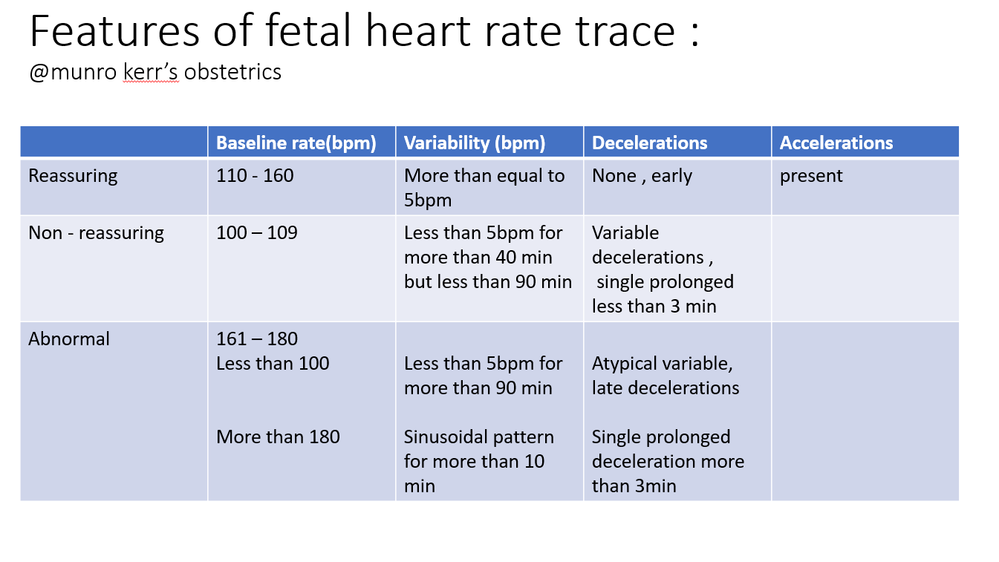 Features of fetal heart rate trace :
@munro kerr's obstetrics
Baseline rate(bpm) Variability (bpm) Decelerations Accelerations
Reassuring 110 - 160 More than equal to None , early present
5bpm
Non - reassuring 100 – 109 Less than 5bpm for Variable
more than 40 min decelerations ,
but less than 90 min single prolonged
less than 3 min
Abnormal 161 – 180
Less than 100 Less than 5bpm for Atypical variable,
more than 90 min late decelerations
More than 180 Sinusoidal pattern Single prolonged
for more than 10 deceleration more
min than 3min